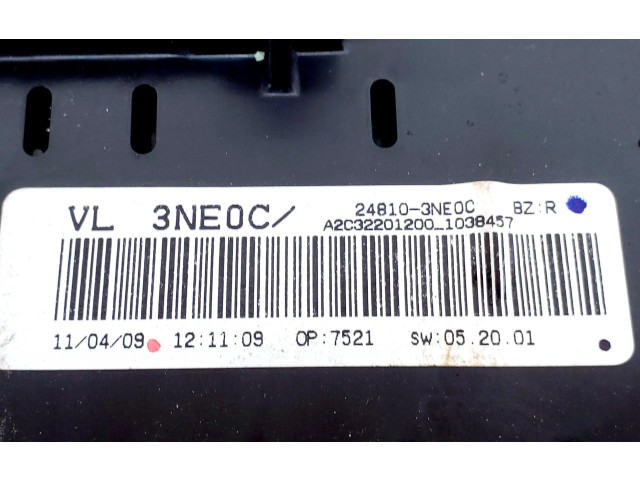 VL 3NE0C/ 24810-3NE0C BZ:R
A2C32201200_1038457
11/04/09 12:11:09 OP:7521 SW:05.20.01